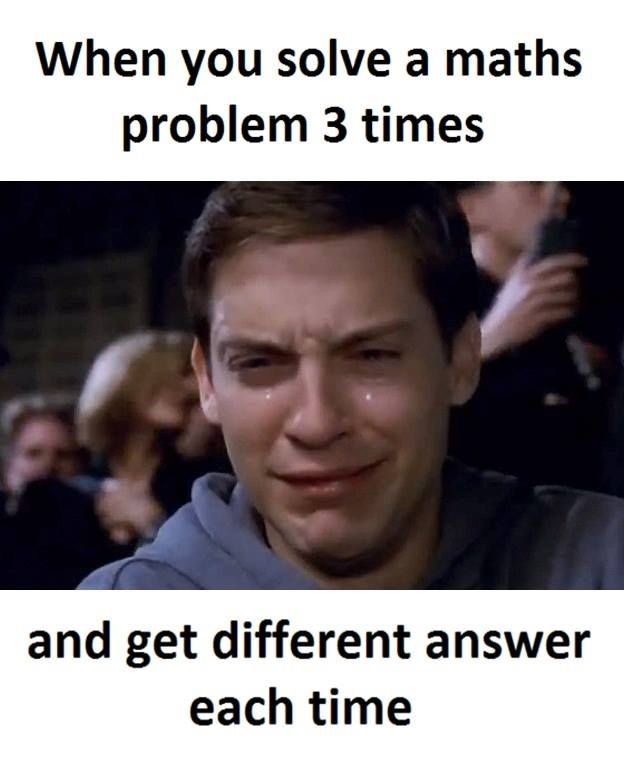 When you solve a maths
problem 3 times
and get different answer
each time